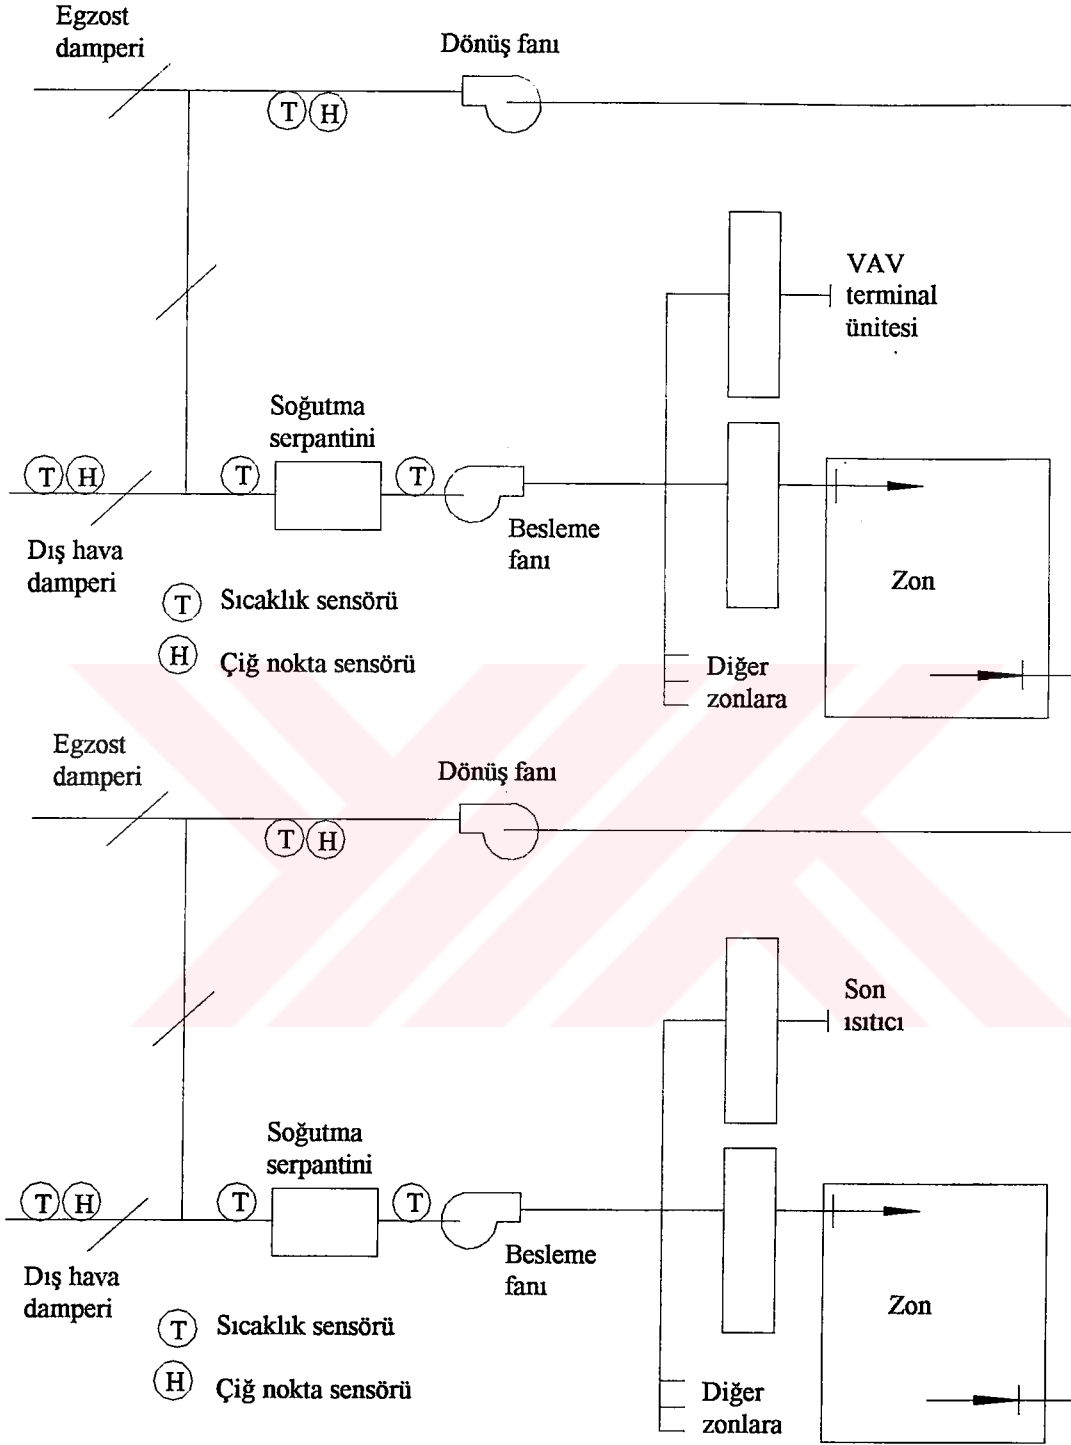 Egzost
damperi
Dönüş fanı
T H
VAV
terminal
ünitesi
Soğutma
serpantini
T H
T
T
Besleme
fanı
Dış hava
damperi
Zon
T Sıcaklık sensörü
H Çiğ nokta sensörü
Diğer
zonlara
Egzost
damperi
Dönüş fanı
T H
Son
ısıtıcı
Soğutma
serpantini
T H
T
T
Besleme
fanı
Dış hava
damperi
Zon
T Sıcaklık sensörü
H Çiğ nokta sensörü
Diğer
zonlara